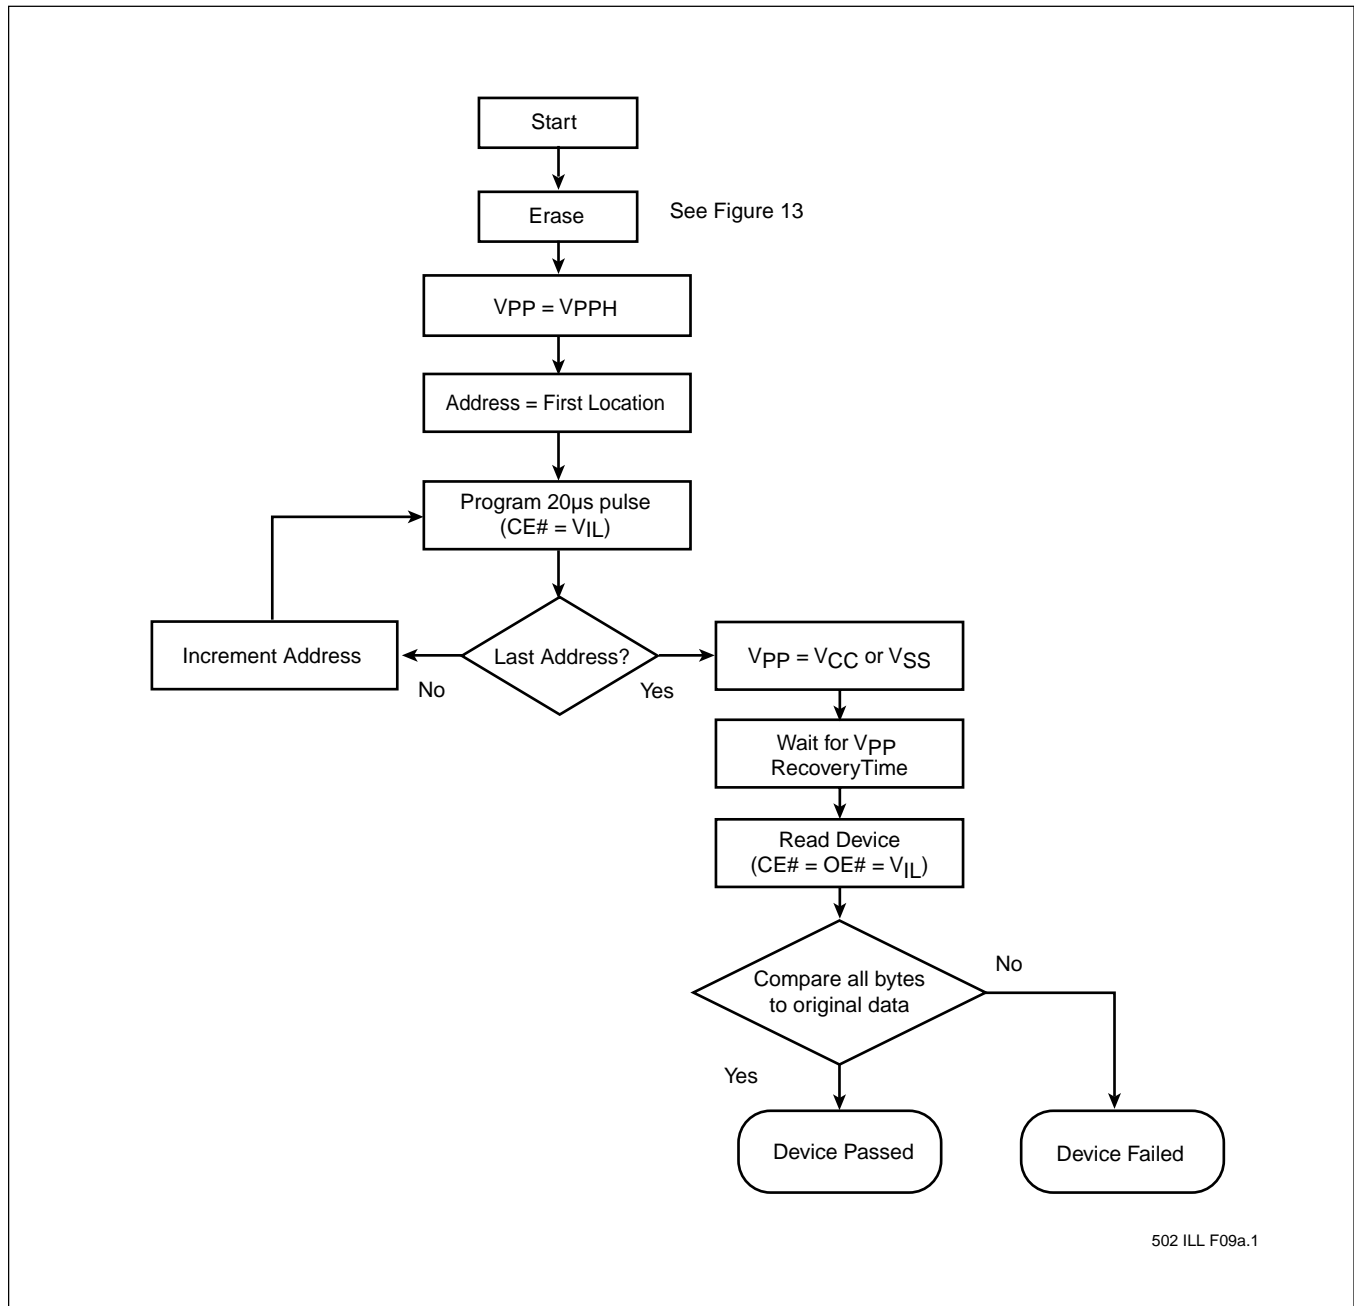 Start
Erase
See Figure 13
VPP = VPPH
Address = First Location
Program 20µs pulse
(CE# = VIL)
Increment Address
No
Last Address?
Yes
VPP = VCC or VSS
Wait for VPP
RecoveryTime
Read Device
(CE# = OE# = VIL)
Compare all bytes
to original data
No
Yes
Device Passed
Device Failed
502 ILL F09a.1